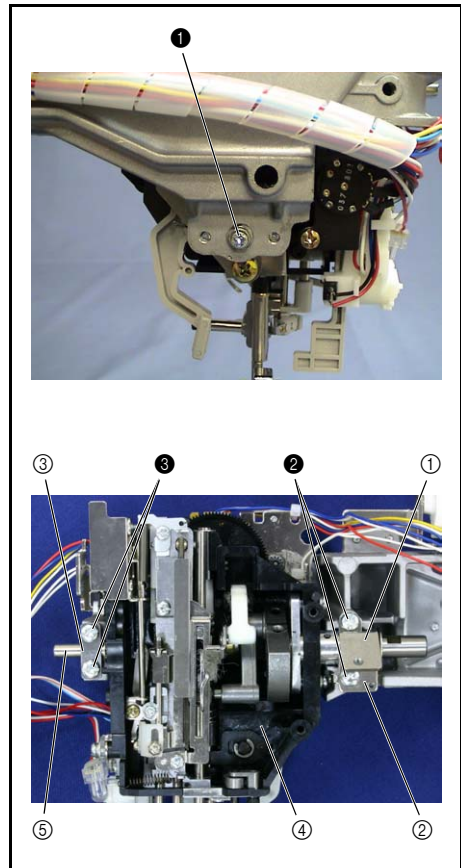 ❶
③ ❸ ❷ ①
⑤ ④ ②